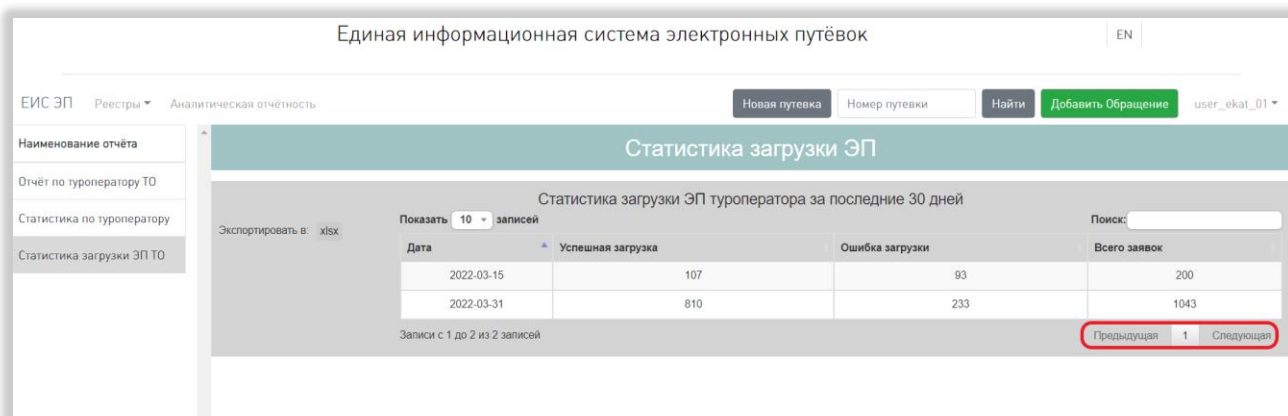 Единая информационная система электронных путёвок EN
ЕИС ЭП Реестры Аналитическая отчётность Новая путевка Номер путевки Найти Добавить Обращение user_ekat_01
Наименование отчёта
Отчёт по туроператору ТО
Статистика по туроператору
Статистика загрузки ЭП ТО
Статистика загрузки ЭП
Статистика загрузки ЭП туроператора за последние 30 дней
Экспортировать в: xlsx
Показать 10 записей Поиск:
Дата Успешная загрузка Ошибка загрузки Всего заявок
2022-03-15 107 93 200
2022-03-31 810 233 1043
Записи с 1 до 2 из 2 записей Предыдущая 1 Следующая